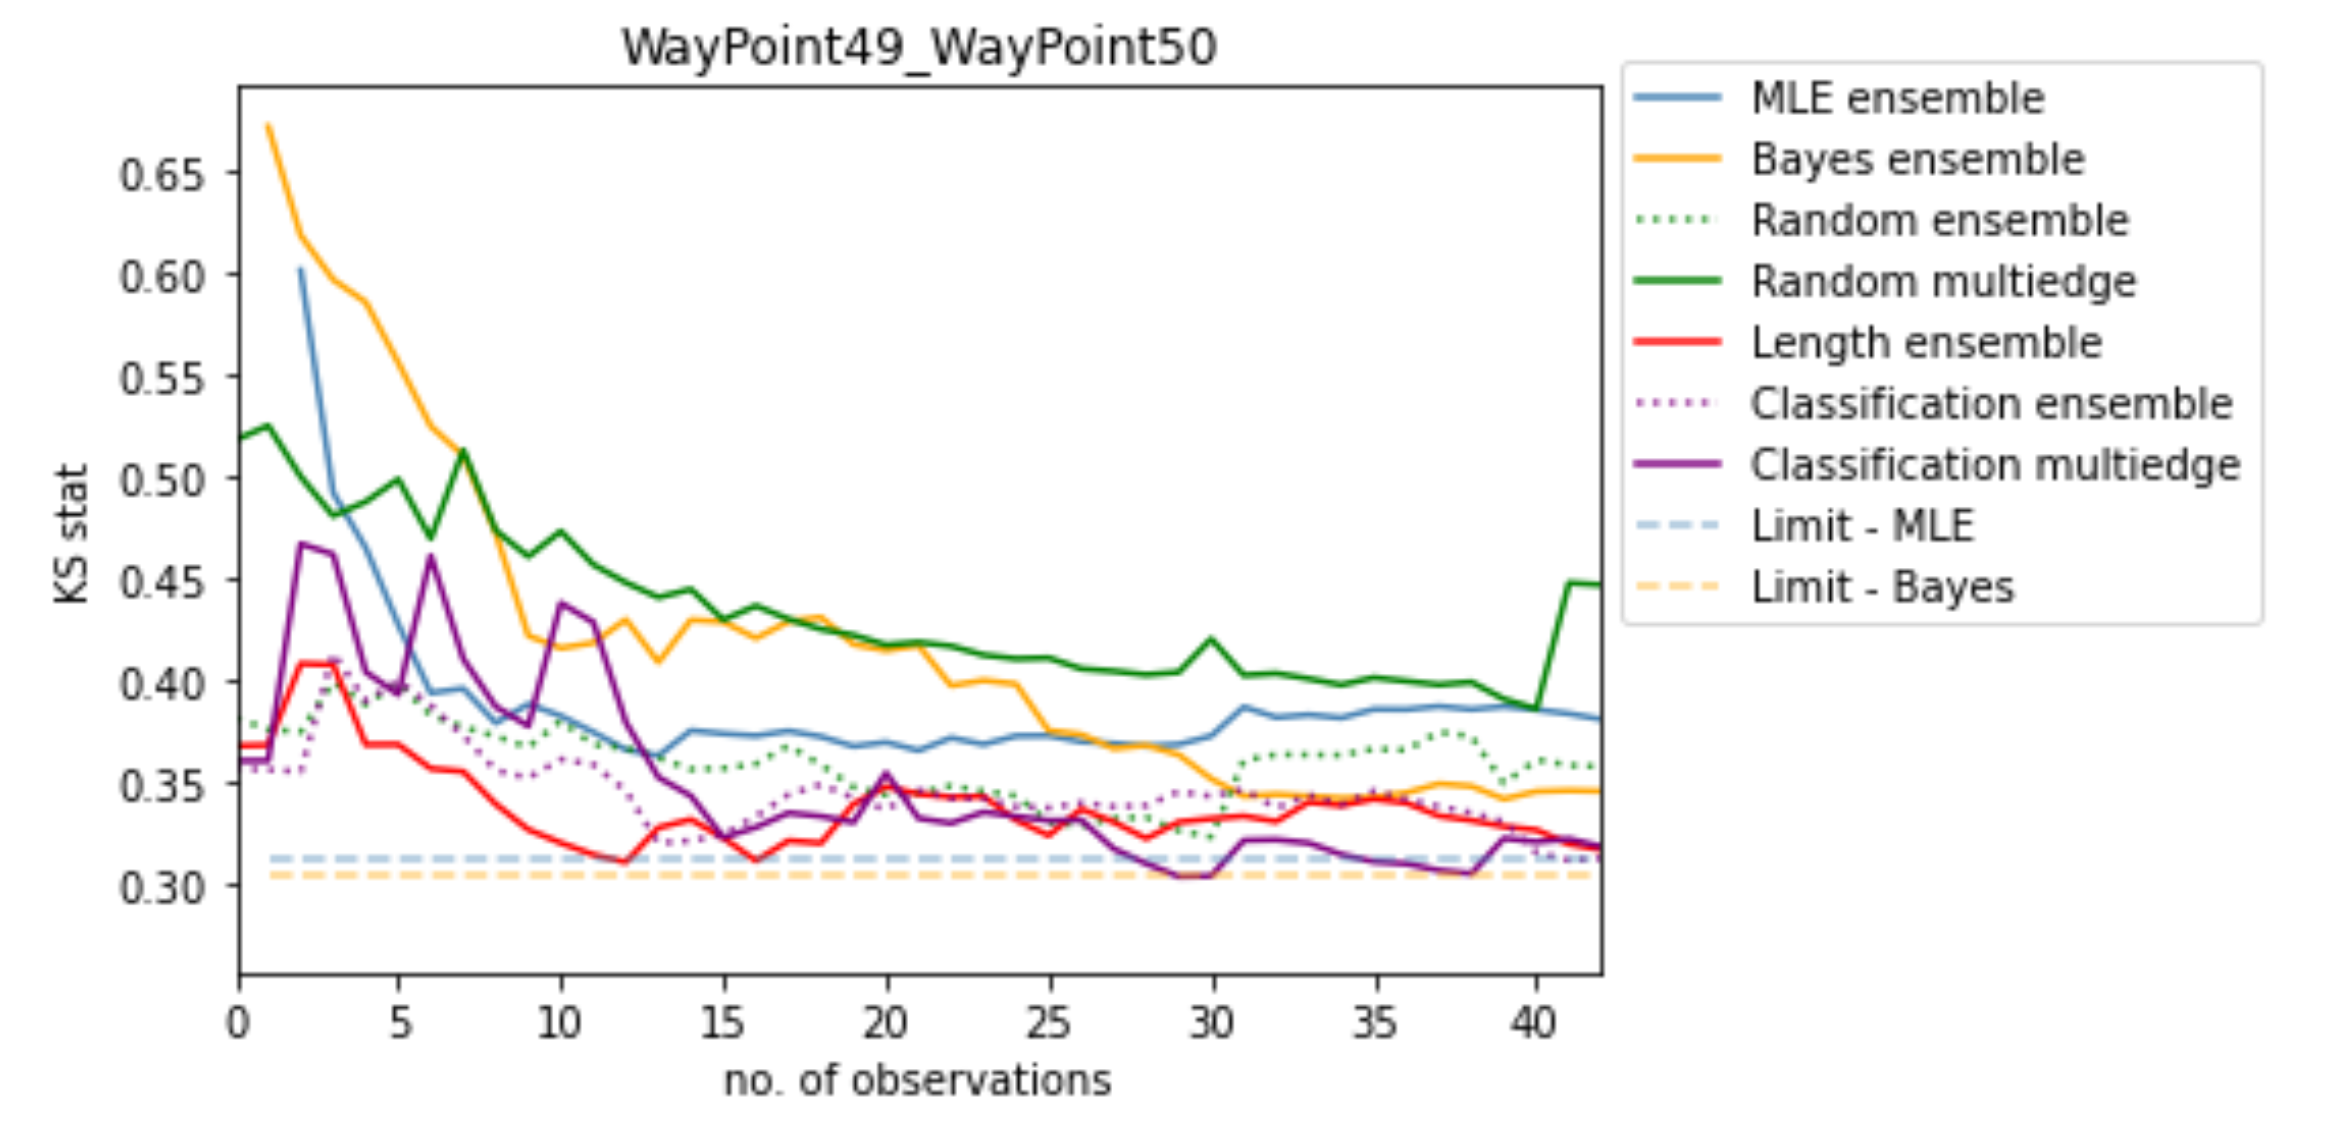 WayPoint49_WayPoint50
MLE ensemble
Bayes ensemble
Random ensemble
Random multiedge
Length ensemble
Classification ensemble
Classification multiedge
Limit - MLE
Limit - Bayes
KS stat
0.65
0.60
0.55
0.50
0.45
0.40
0.35
0.30
0 5 10 15 20 25 30 35 40
no. of observations